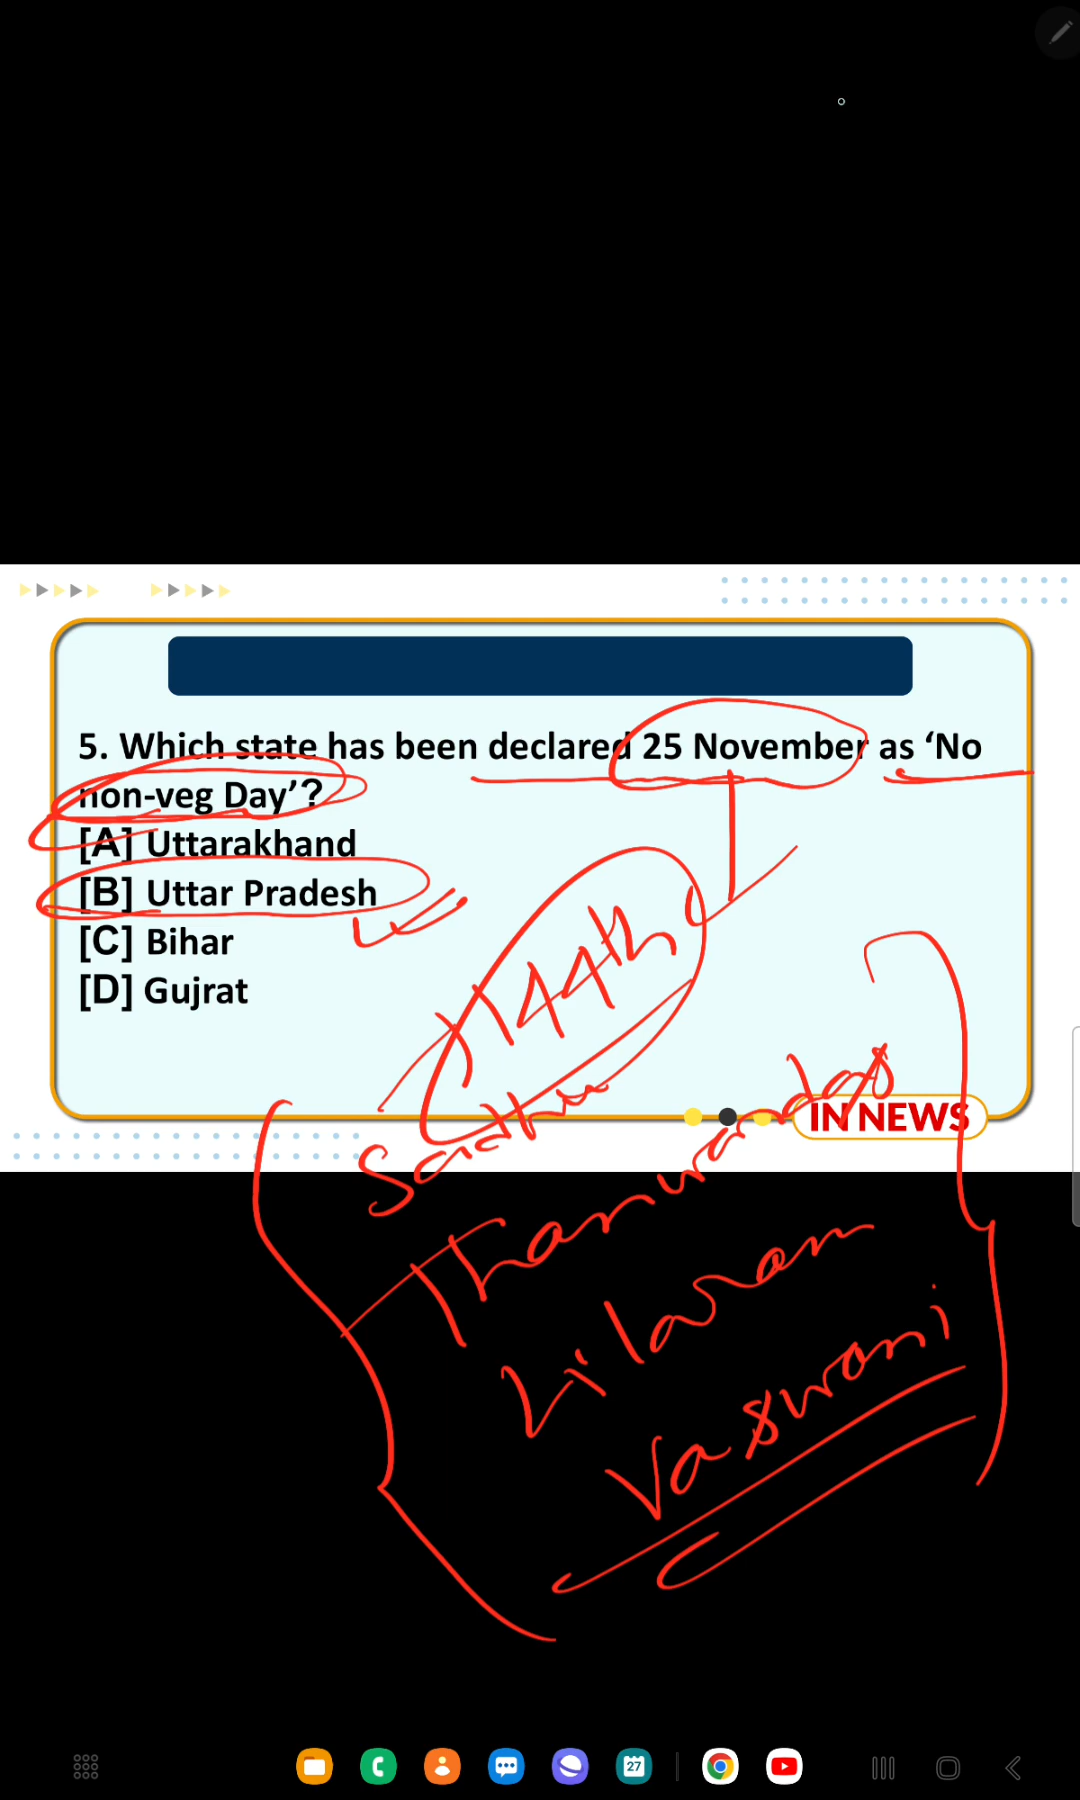 5. Which state has been declared 25 November as ‘No
non-veg Day’?
[A] Uttarakhand
[B] Uttar Pradesh
[C] Bihar
[D] Gujrat
144th
IN NEWS
Sadhu
Thanwardas
Lilaram
Vaswani
27